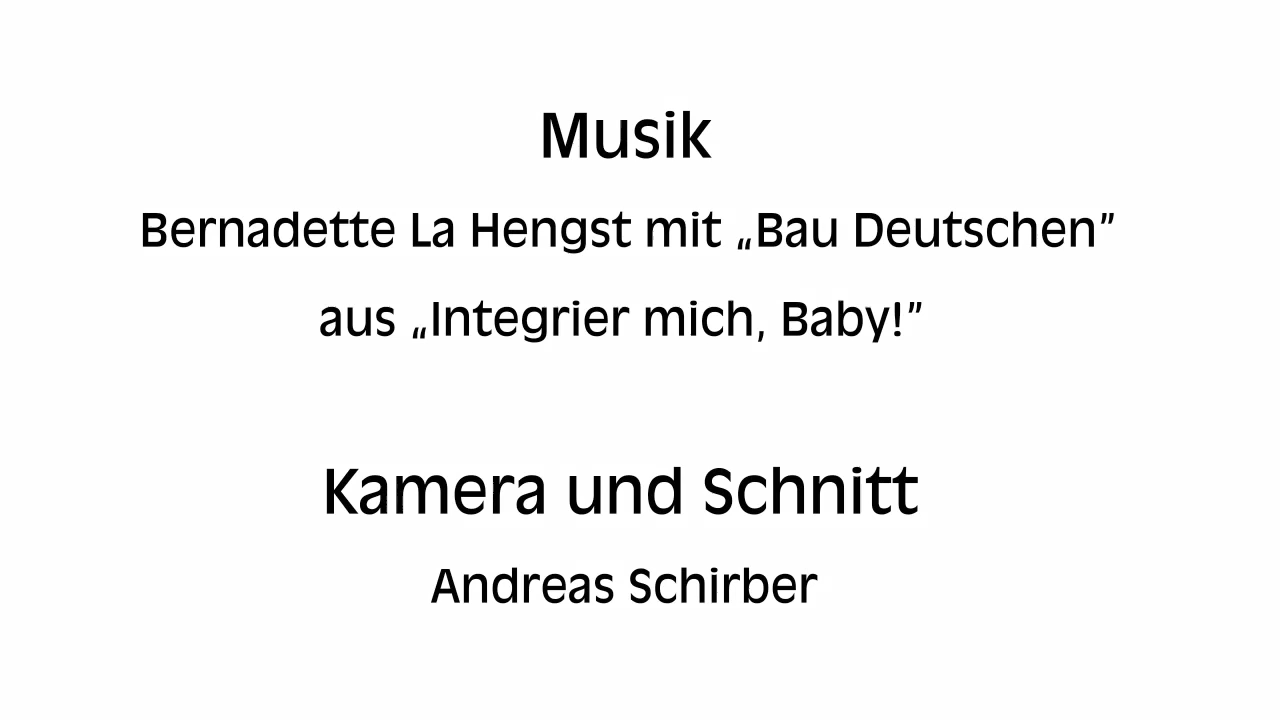 Musik
Bernadette La Hengst mit „Bau Deutschen”
aus „Integrier mich, Baby!”
Kamera und Schnitt
Andreas Schirber